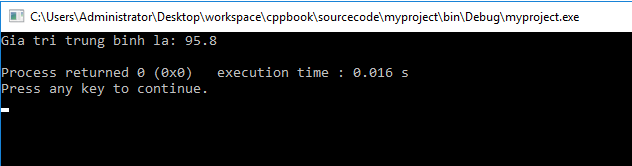 C:\Users\Administrator\Desktop\workspace\cppbook\sourcecode\myproject\bin\Debug\myproject.exe
Gia tri trung binh la: 95.8
Process returned 0 (0x0)   execution time : 0.016 s
Press any key to continue.